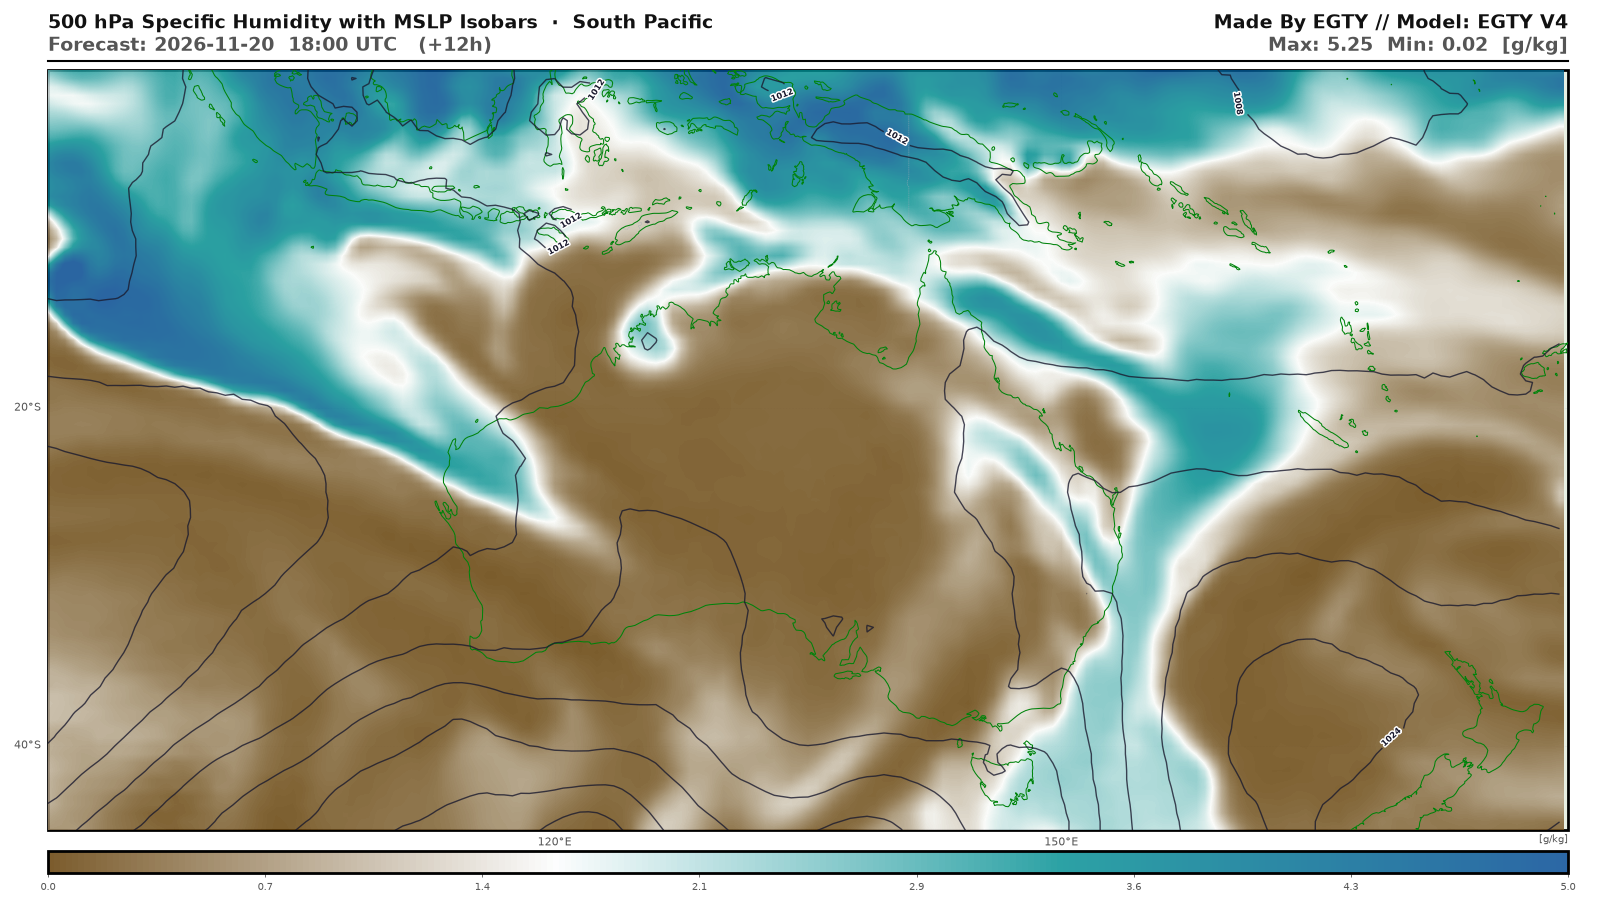 500 hPa Specific Humidity with MSLP Isobars · South Pacific
Made By EGTY // Model: EGTY V4
Forecast: 2026-11-20 18:00 UTC (+12h)
Max: 5.25 Min: 0.02 [g/kg]
1012
1012
1008
1012
1012
1012
20°S
1024
40°S
120°E
150°E
[g/kg]
0.0 0.7 1.4 2.1 2.9 3.6 4.3 5.0